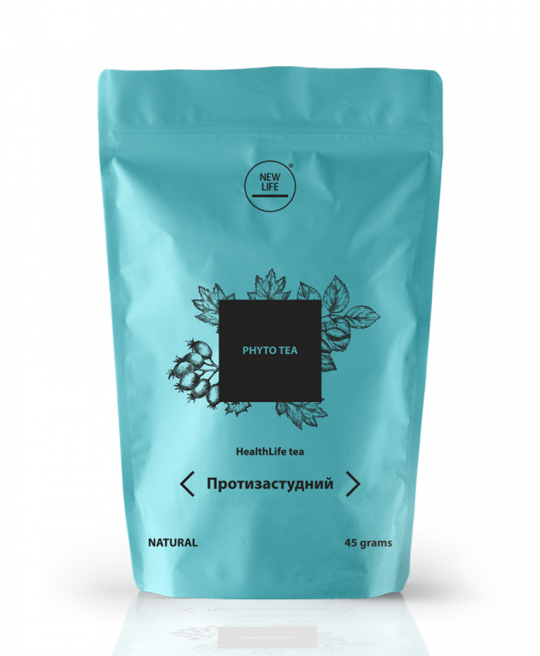 NEW
LIFE
®
PHYTO TEA
HealthLife tea
Протизастудний
NATURAL 45 grams